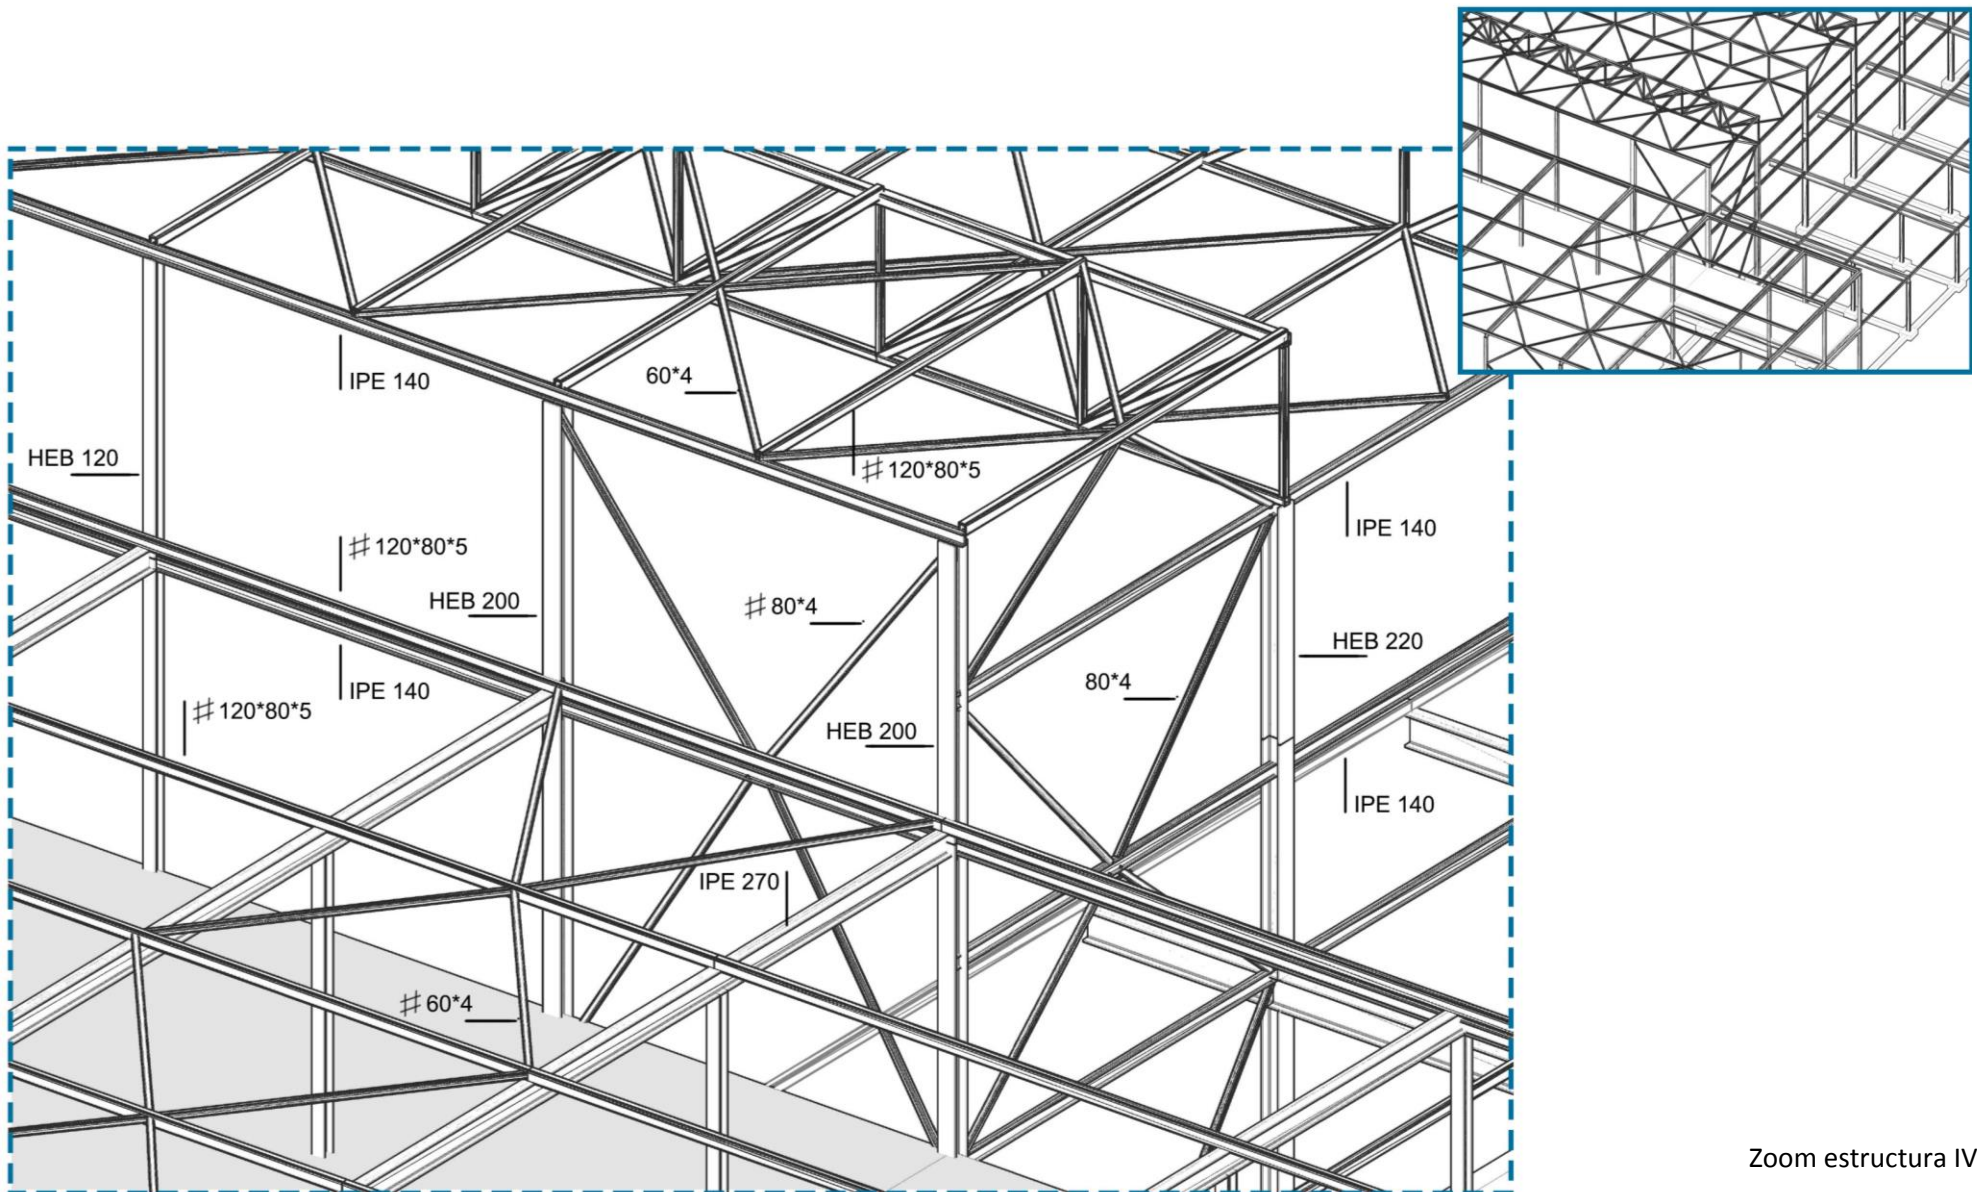 IPE 140
60*4
HEB 120
# 120*80*5
IPE 140
# 120*80*5
HEB 200
# 80*4
HEB 220
IPE 140
80*4
# 120*80*5
HEB 200
IPE 140
IPE 270
# 60*4
Zoom estructura IV